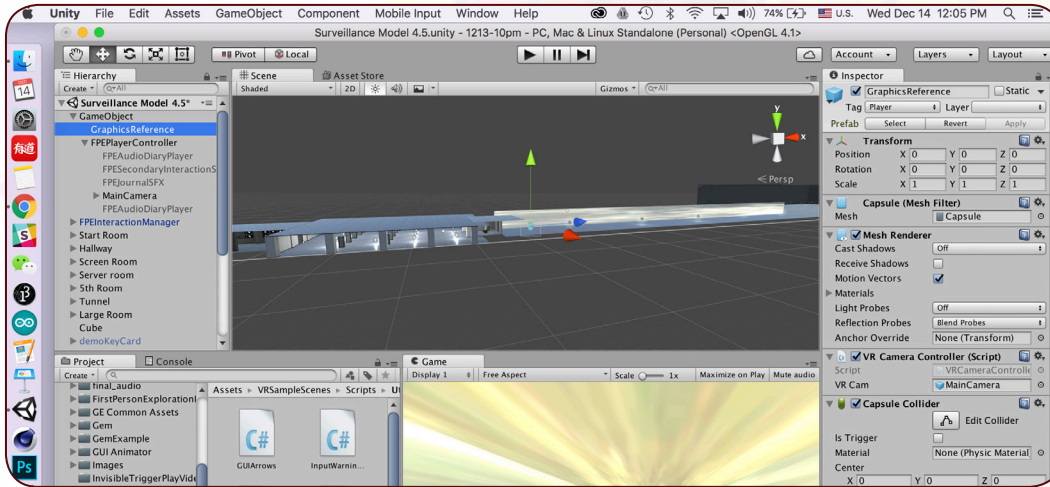 Unity File Edit Assets GameObject Component Mobile Input Window Help 74% U.S. Wed Dec 14 12:05 PM
Surveillance Model 4.5.unity - 1213-10pm - PC, Mac & Linux Standalone (Personal) <OpenGL 4.1>
Pivot Local Account Layers Layout
Hierarchy
Create All
Surveillance Model 4.5*
GameObject
GraphicsReference
FPEPlayerController
FPEAudioDiaryPlayer
FPESecondaryInteractionS
FPEJournalSFX
MainCamera
FPEAudioDiaryPlayer
FPEInteractionManager
Start Room
Hallway
Screen Room
Server room
5th Room
Tunnel
Large Room
Cube
demoKeyCard
Scene Asset Store
Shaded 2D Gizmos All
y
x
Persp
Inspector
GraphicsReference Static
Tag Player Layer
Prefab Select Revert Apply
Transform
Position X 0 Y 0 Z 0
Rotation X 0 Y 0 Z 0
Scale X 1 Y 1 Z 1
Capsule (Mesh Filter)
Mesh Capsule
Mesh Renderer
Cast Shadows Off
Receive Shadows
Motion Vectors
Materials
Light Probes Off
Reflection Probes Blend Probes
Anchor Override None (Transform)
VR Camera Controller (Script)
Script VRCameraControlle
VR Cam MainCamera
Capsule Collider
Edit Collider
Is Trigger
Material None (Physic Material)
Center
X 0 Y 0 Z 0
Project Console
Create
final_audio
FirstPersonExplorationI
GE Common Assets
Gem
GemExample
GUI Animator
Images
InvisibleTriggerPlayVide
Assets VRSampleScenes Scripts Ut
C#
C#
GUIArrows InputWarnin...
Game
Display 1 Free Aspect Scale 1x Maximize on Play Mute audio
14
有道
S
Ps